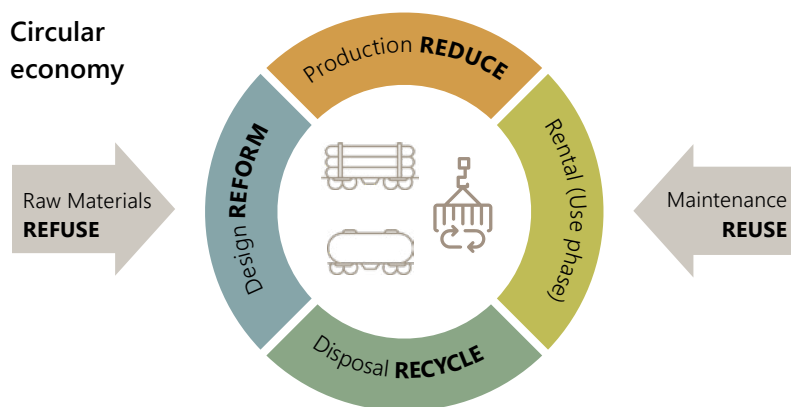 Circular
economy
Production REDUCE
Design REFORM
Rental (Use phase)
Raw Materials
REFUSE
Maintenance
REUSE
Disposal RECYCLE